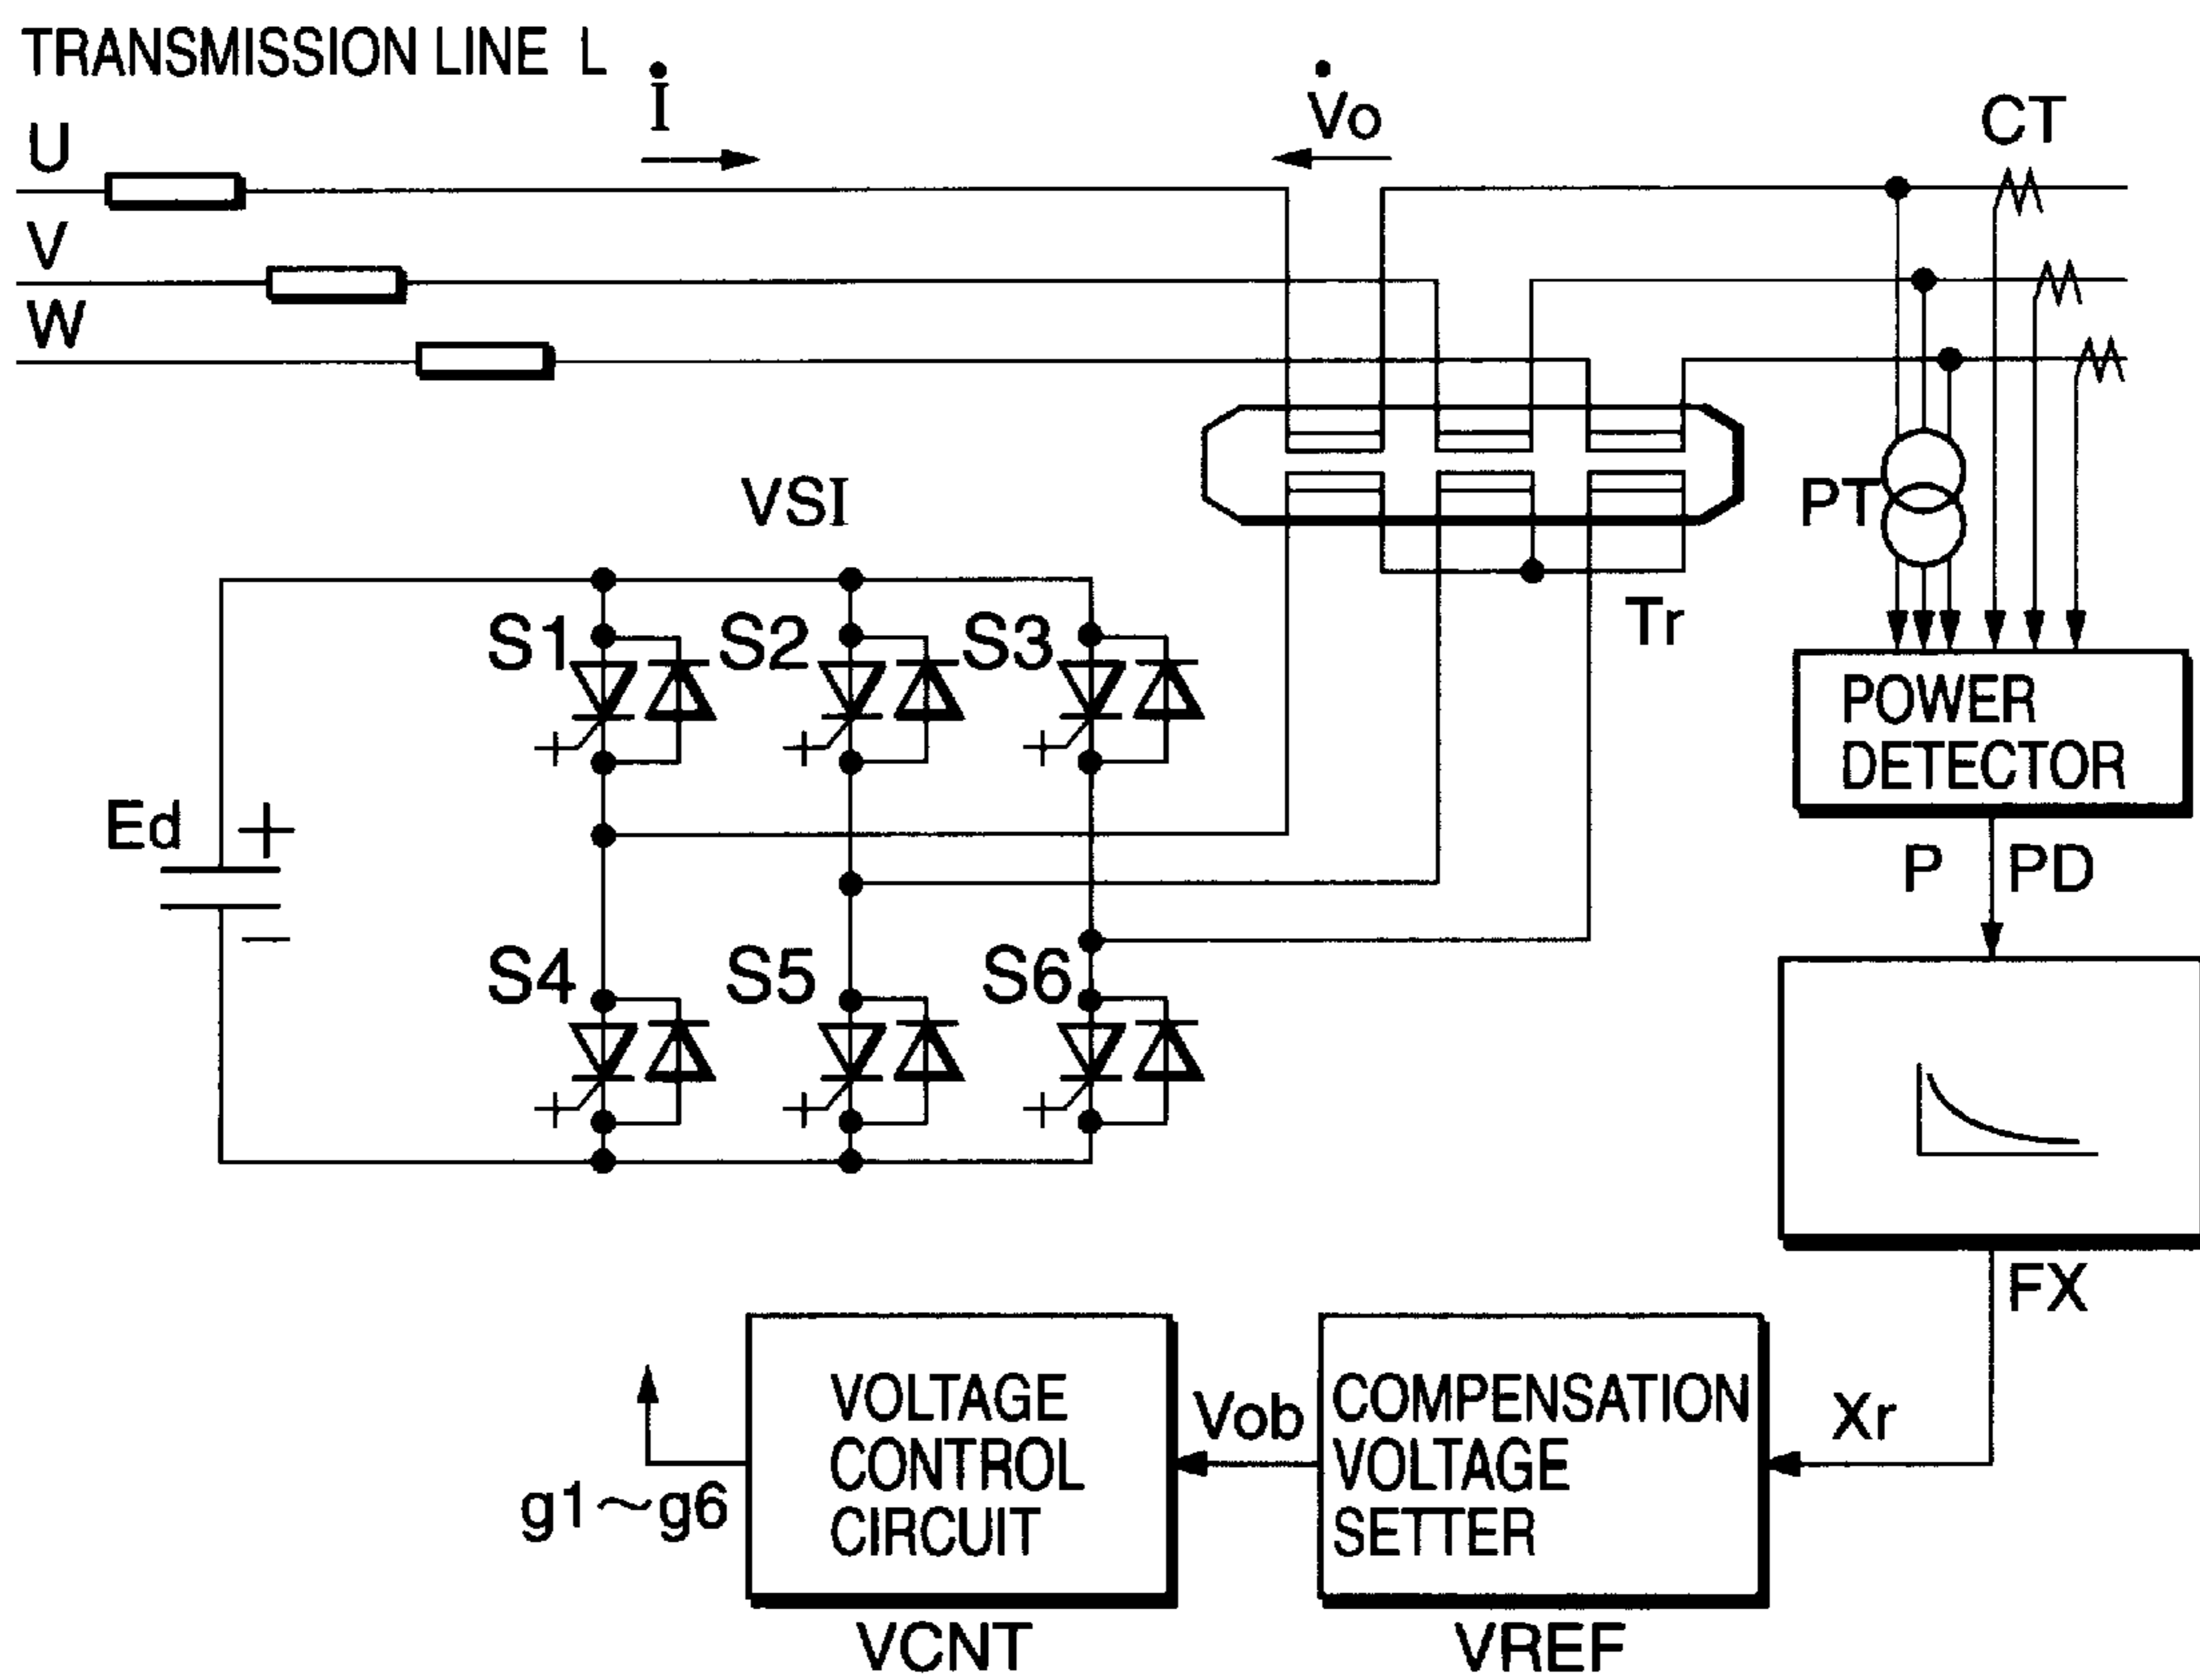 TRANSMISSION LINE L
İ
V̇o
CT
U
V
W
PT
VSI
Tr
S1
S2
S3
POWER
DETECTOR
Ed
+
−
P
PD
S4
S5
S6
FX
VOLTAGE
CONTROL
CIRCUIT
Vob
COMPENSATION
VOLTAGE
SETTER
Xr
g1~g6
VCNT
VREF